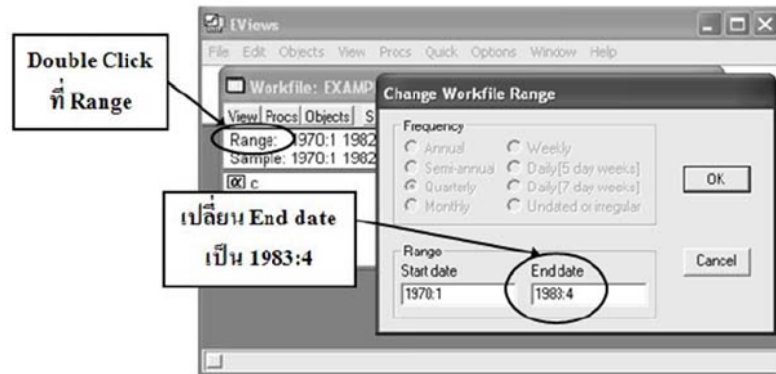 EViews
File Edit Objects View Procs Quick Options Window Help
Double Click
ที่ Range
Workfile: EXAMP
View Procs Objects S
Range: 1970:1 1982
Sample: 1970:1 1982
c
เปลี่ยน End date
เป็น 1983:4
Change Workfile Range
Frequency
Annual
Semi-annual
Quarterly
Monthly
Weekly
Daily[5 day weeks]
Daily[7 day weeks]
Undated or irregular
Range
Start date
1970:1
End date
1983:4
OK
Cancel